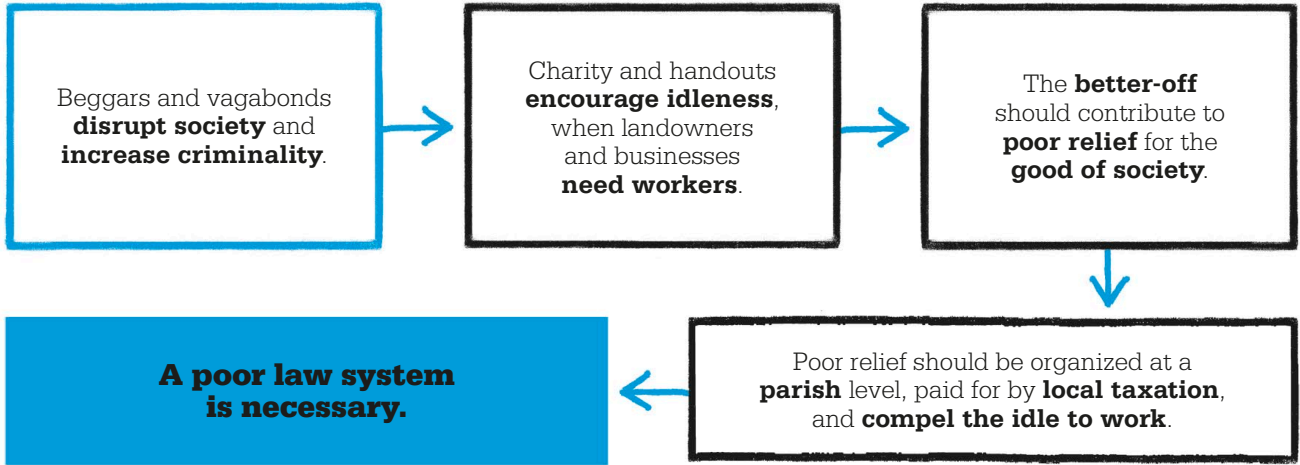 Beggars and vagabonds
disrupt society and
increase criminality.
Charity and handouts
encourage idleness,
when landowners
and businesses
need workers.
The better-off
should contribute to
poor relief for the
good of society.
Poor relief should be organized at a
parish level, paid for by local taxation,
and compel the idle to work.
A poor law system
is necessary.